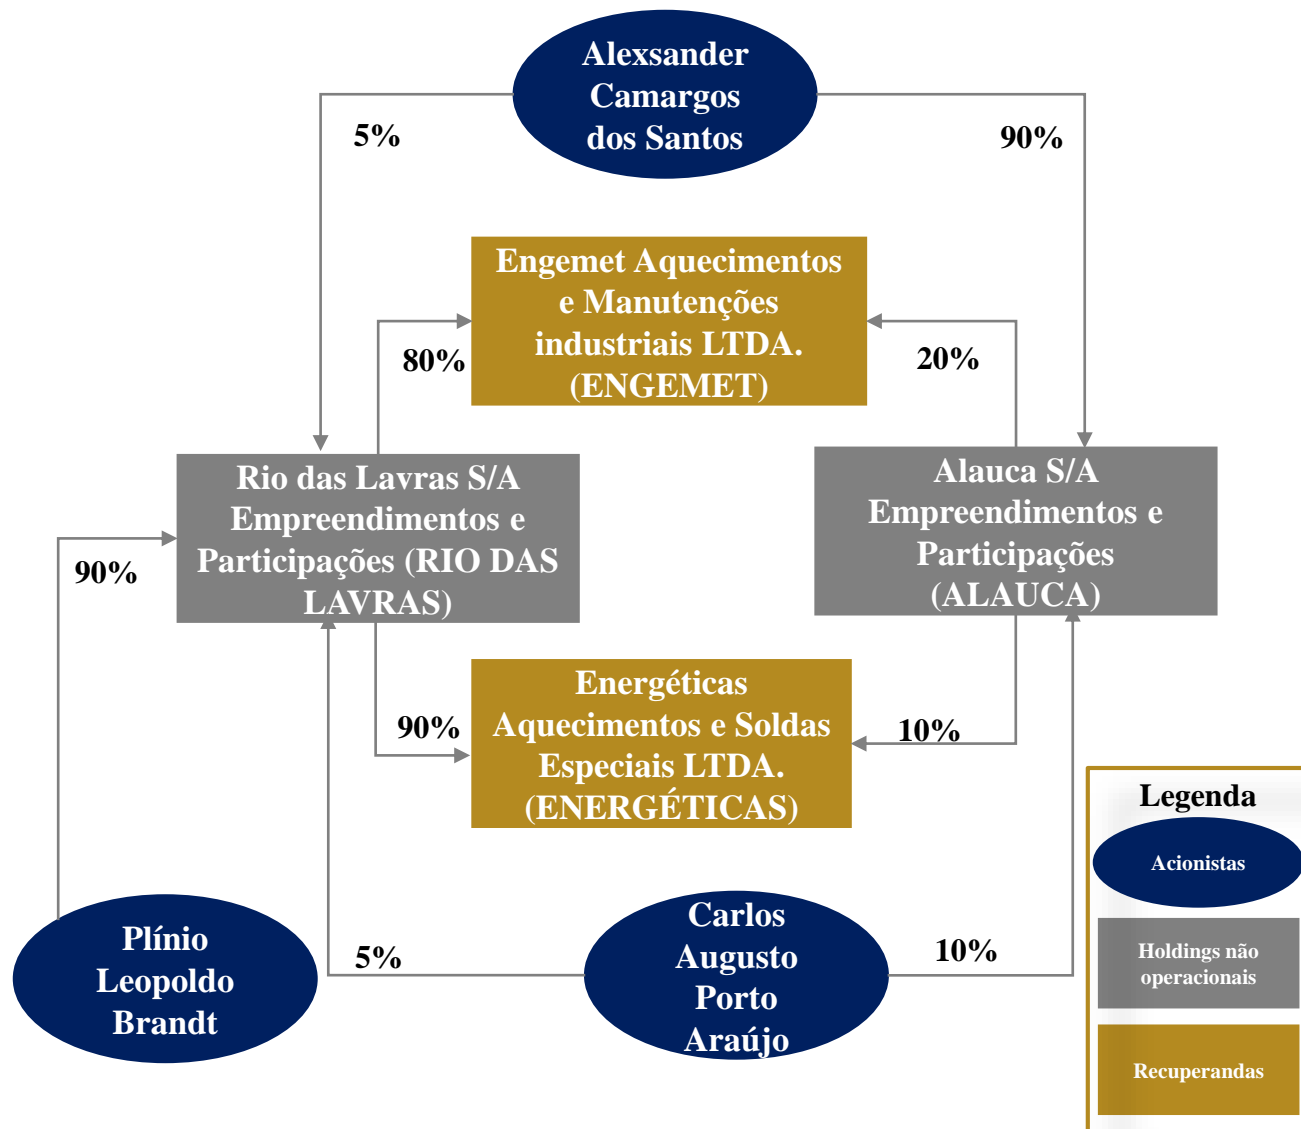 Alexsander
Camargos
dos Santos
5%
90%
Engemet Aquecimentos
e Manutenções
industriais LTDA.
(ENGEMET)
80%
20%
Rio das Lavras S/A
Empreendimentos e
Participações (RIO DAS
LAVRAS)
Alauca S/A
Empreendimentos e
Participações
(ALAUCA)
90%
Energéticas
Aquecimentos e Soldas
Especiais LTDA.
(ENERGÉTICAS)
90%
10%
Plínio
Leopoldo
Brandt
5%
Carlos
Augusto
Porto
Araújo
10%
Legenda
Acionistas
Holdings não
operacionais
Recuperandas